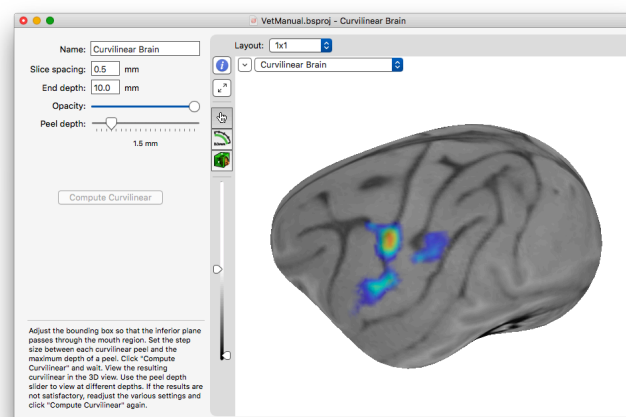 VetManual.bsproj - Curvilinear Brain
Name: Curvilinear Brain
Slice spacing: 0.5 mm
End depth: 10.0 mm
Opacity:
Peel depth:
1.5 mm
Compute Curvilinear
Adjust the bounding box so that the inferior plane
passes through the mouth region. Set the step
size between each curvilinear peel and the
maximum depth of a peel. Click "Compute
Curvilinear" and wait. View the resulting
curvilinear in the 3D view. Use the peel depth
slider to view at different depths. If the results are
not satisfactory, readjust the various settings and
click "Compute Curvilinear" again.
Layout: 1x1
Curvilinear Brain